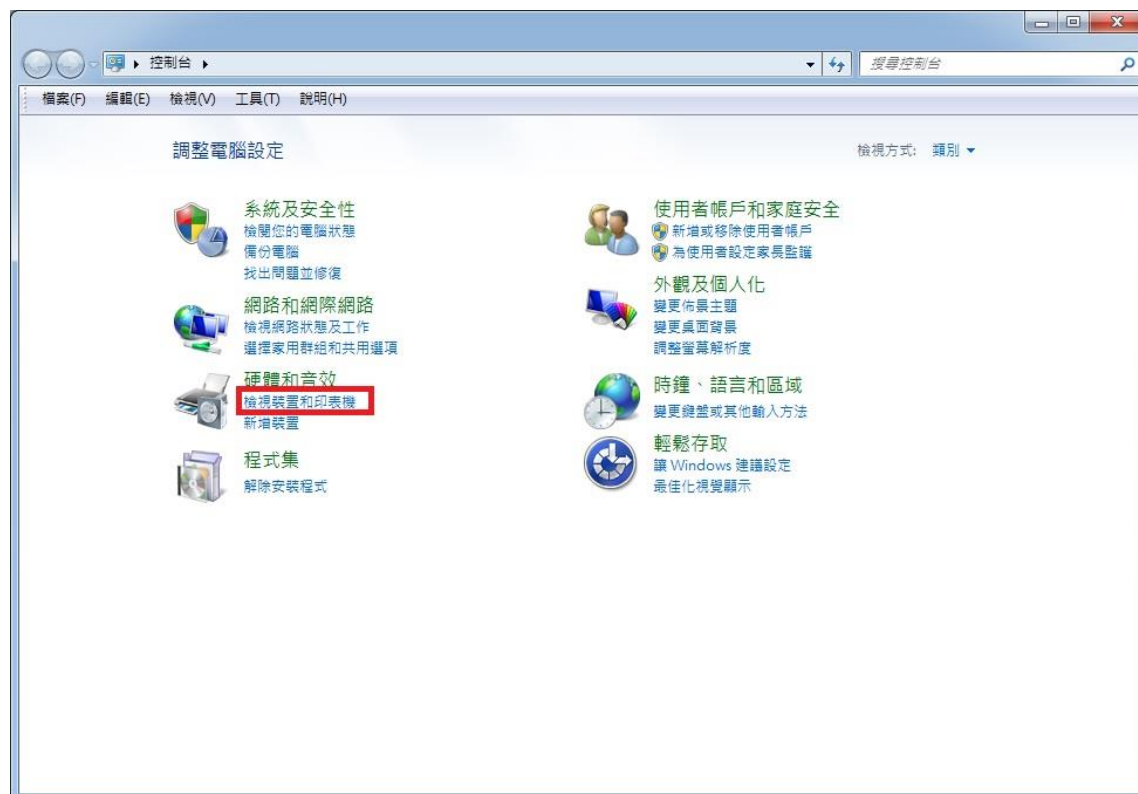 控制台
搜尋控制台
檔案(F) 編輯(E) 檢視(V) 工具(T) 說明(H)
調整電腦設定
檢視方式: 類別
系統及安全性
檢閱您的電腦狀態
備份電腦
找出問題並修復
網路和網際網路
檢視網路狀態及工作
選擇家用群組和共用選項
硬體和音效
檢視裝置和印表機
新增裝置
程式集
解除安裝程式
使用者帳戶和家庭安全
新增或移除使用者帳戶
為使用者設定家長監護
外觀及個人化
變更佈景主題
變更桌面背景
調整螢幕解析度
時鐘、語言和區域
變更鍵盤或其他輸入方法
輕鬆存取
讓 Windows 建議設定
最佳化視覺顯示